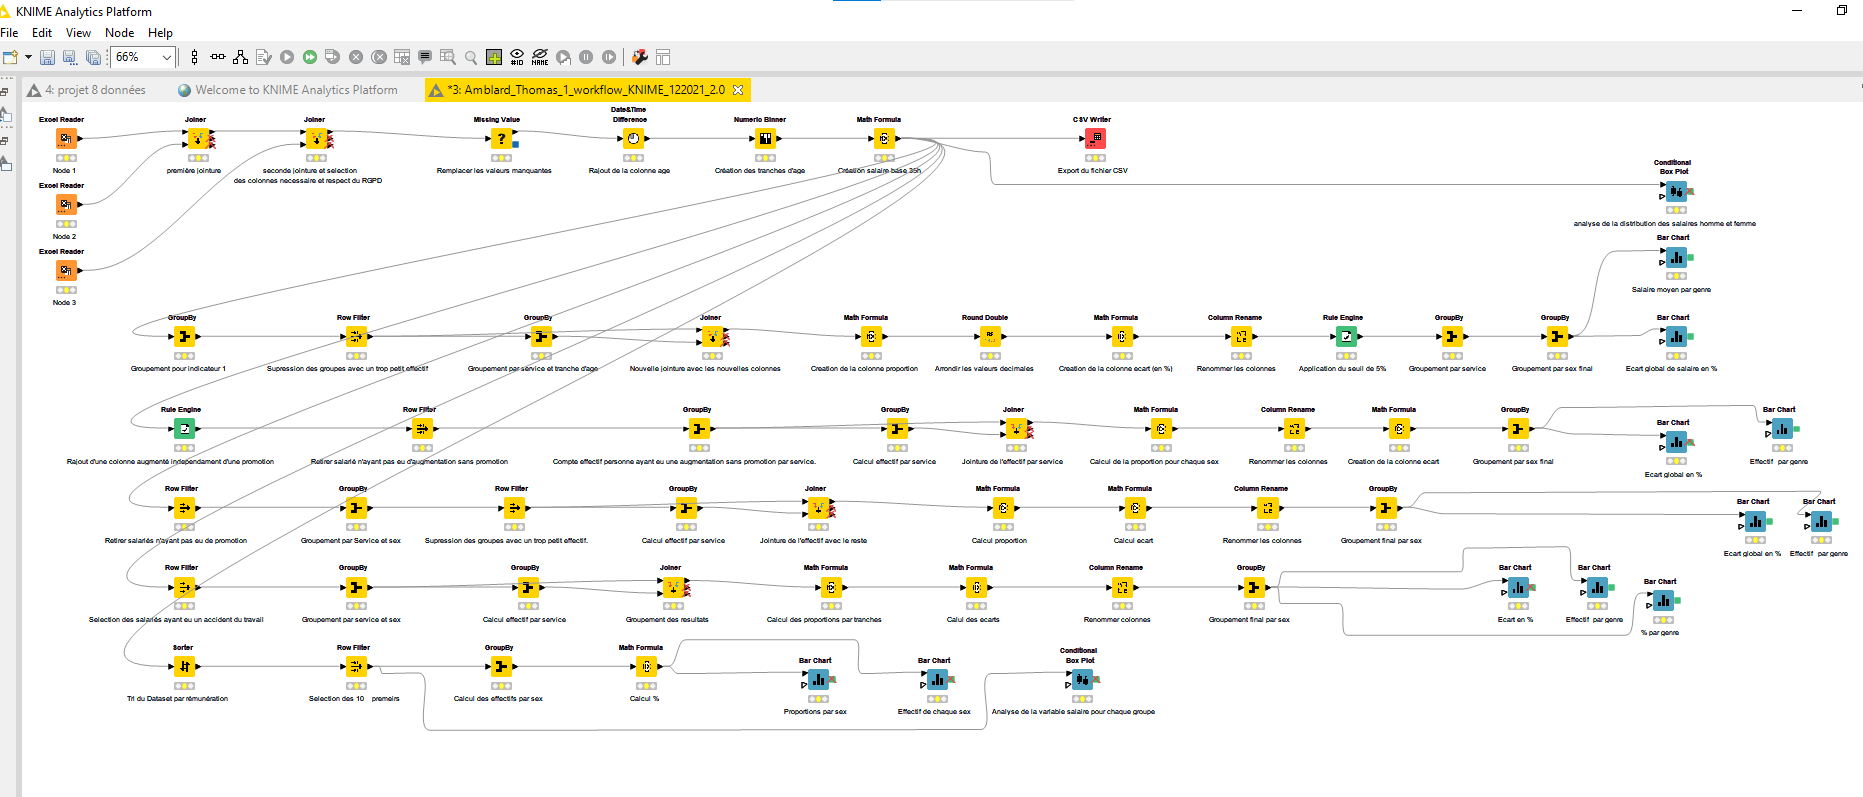 KNIME Analytics Platform
File Edit View Node Help
66%
4: projet 8 données
Welcome to KNIME Analytics Platform
*3: Amblard_Thomas_1_workflow_KNIME_122021_2.0
Excel Reader
Node 1
Joiner
première jointure
Joiner
seconde jointure et selection
des colonnes necessaire et respect du RGPD
Missing Value
Remplacer les valeurs manquantes
Date&Time
Difference
Rajout de la colonne age
Numeric Binner
Création des tranches d'age
Math Formula
Création salaire base 35h
CSV Writer
Export du fichier CSV
Excel Reader
Node 2
Excel Reader
Node 3
Conditional
Box Plot
analyse de la distribution des salaires homme et femme
Bar Chart
Salaire moyen par genre
GroupBy
Groupement pour indicateur 1
Row Filter
Supression des groupes avec un trop petit effectif
GroupBy
Groupement par service et tranche d'age
Joiner
Nouvelle jointure avec les nouvelles colonnes
Math Formula
Creation de la colonne proportion
Round Double
Arrondir les valeurs decimales
Math Formula
Creation de la colonne ecart (en %)
Column Rename
Renommer les colonnes
Rule Engine
Application du seuil de 5%
GroupBy
Groupement par service
GroupBy
Groupement par sex final
Bar Chart
Ecart global de salaire en %
Rule Engine
Rajout d'une colonne augmenté independament d'une promotion
Row Filter
Retirer salarié n'ayant pas eu d'augmentation sans promotion
GroupBy
Compte effectif personne ayant eu une augmentation sans promotion par service.
GroupBy
Calcul effectif par service
Joiner
Jointure de l'effectif par service
Math Formula
Calcul de la proportion pour chaque sex
Column Rename
Renommer les colonnes
Math Formula
Creation de la colonne ecart
GroupBy
Groupement par sex final
Bar Chart
Ecart global en %
Bar Chart
Effectif par genre
Row Filter
Retirer salariés n'ayant pas eu de promotion
GroupBy
Groupement par Service et sex
Row Filter
Supression des groupes avec un trop petit effectif.
GroupBy
Calcul effectif par service
Joiner
Jointure de l'effectif avec le reste
Math Formula
Calcul proportion
Math Formula
Calcul ecart
Column Rename
Renommer les colonnes
GroupBy
Groupement final par sex
Bar Chart
Ecart global en %
Bar Chart
Effectif par genre
Row Filter
Selection des salariés ayant eu un accident du travail
GroupBy
Groupement par service et sex
GroupBy
Calcul effectif par service
Joiner
Groupement des resultats
Math Formula
Calcul des proportions par tranches
Math Formula
Calul des ecarts
Column Rename
Renommer colonnes
GroupBy
Groupement final par sex
Bar Chart
Ecart en %
Bar Chart
Effectif par genre
Bar Chart
% par genre
Sorter
Tri du Dataset par rémunération
Row Filter
Selection des 10 premeirs
GroupBy
Calcul des effectifs par sex
Math Formula
Calcul %
Bar Chart
Proportions par sex
Bar Chart
Effectif de chaque sex
Conditional
Box Plot
Analyse de la variable salaire pour chaque groupe